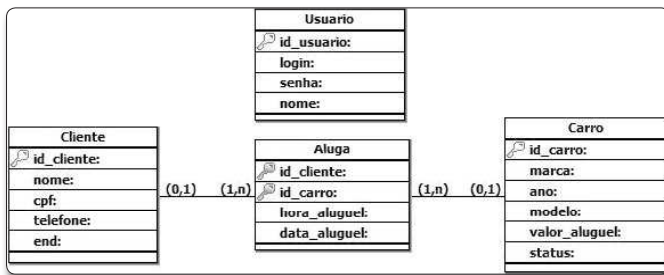 Usuario
id_usuario:
login:
senha:
nome:
Cliente
id_cliente:
nome:
cpf:
telefone:
end:
(0,1)
(1,n)
Aluga
id_cliente:
id_carro:
hora_aluguel:
data_aluguel:
(1,n)
(0,1)
Carro
id_carro:
marca:
ano:
modelo:
valor_aluguel:
status: